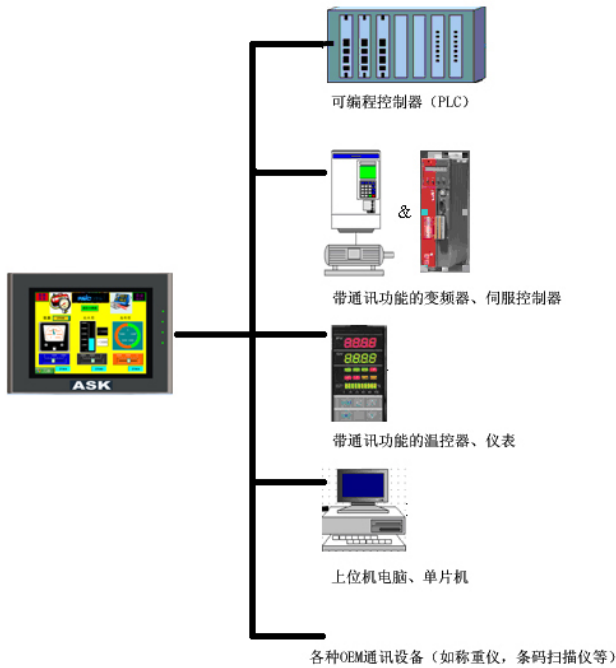 可编程控制器（PLC）
&
带通讯功能的变频器、伺服控制器
ASK
带通讯功能的温控器、仪表
上位机电脑、单片机
各种OEM通讯设备（如称重仪，条码扫描仪等）